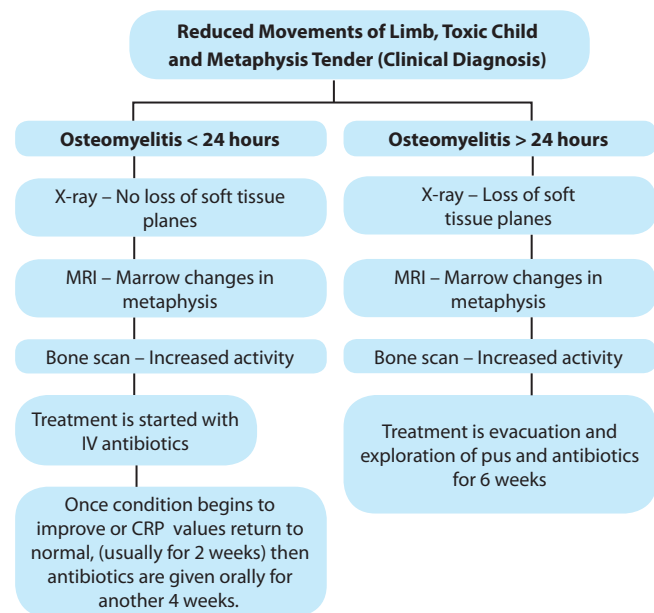 Reduced Movements of Limb, Toxic Child
and Metaphysis Tender (Clinical Diagnosis)
Osteomyelitis < 24 hours
X-ray – No loss of soft tissue
planes
MRI – Marrow changes in
metaphysis
Bone scan – Increased activity
Treatment is started with
IV antibiotics
Once condition begins to
improve or CRP values return to
normal, (usually for 2 weeks) then
antibiotics are given orally for
another 4 weeks.
Osteomyelitis > 24 hours
X-ray – Loss of soft
tissue planes
MRI – Marrow changes in
metaphysis
Bone scan – Increased activity
Treatment is evacuation and
exploration of pus and antibiotics
for 6 weeks